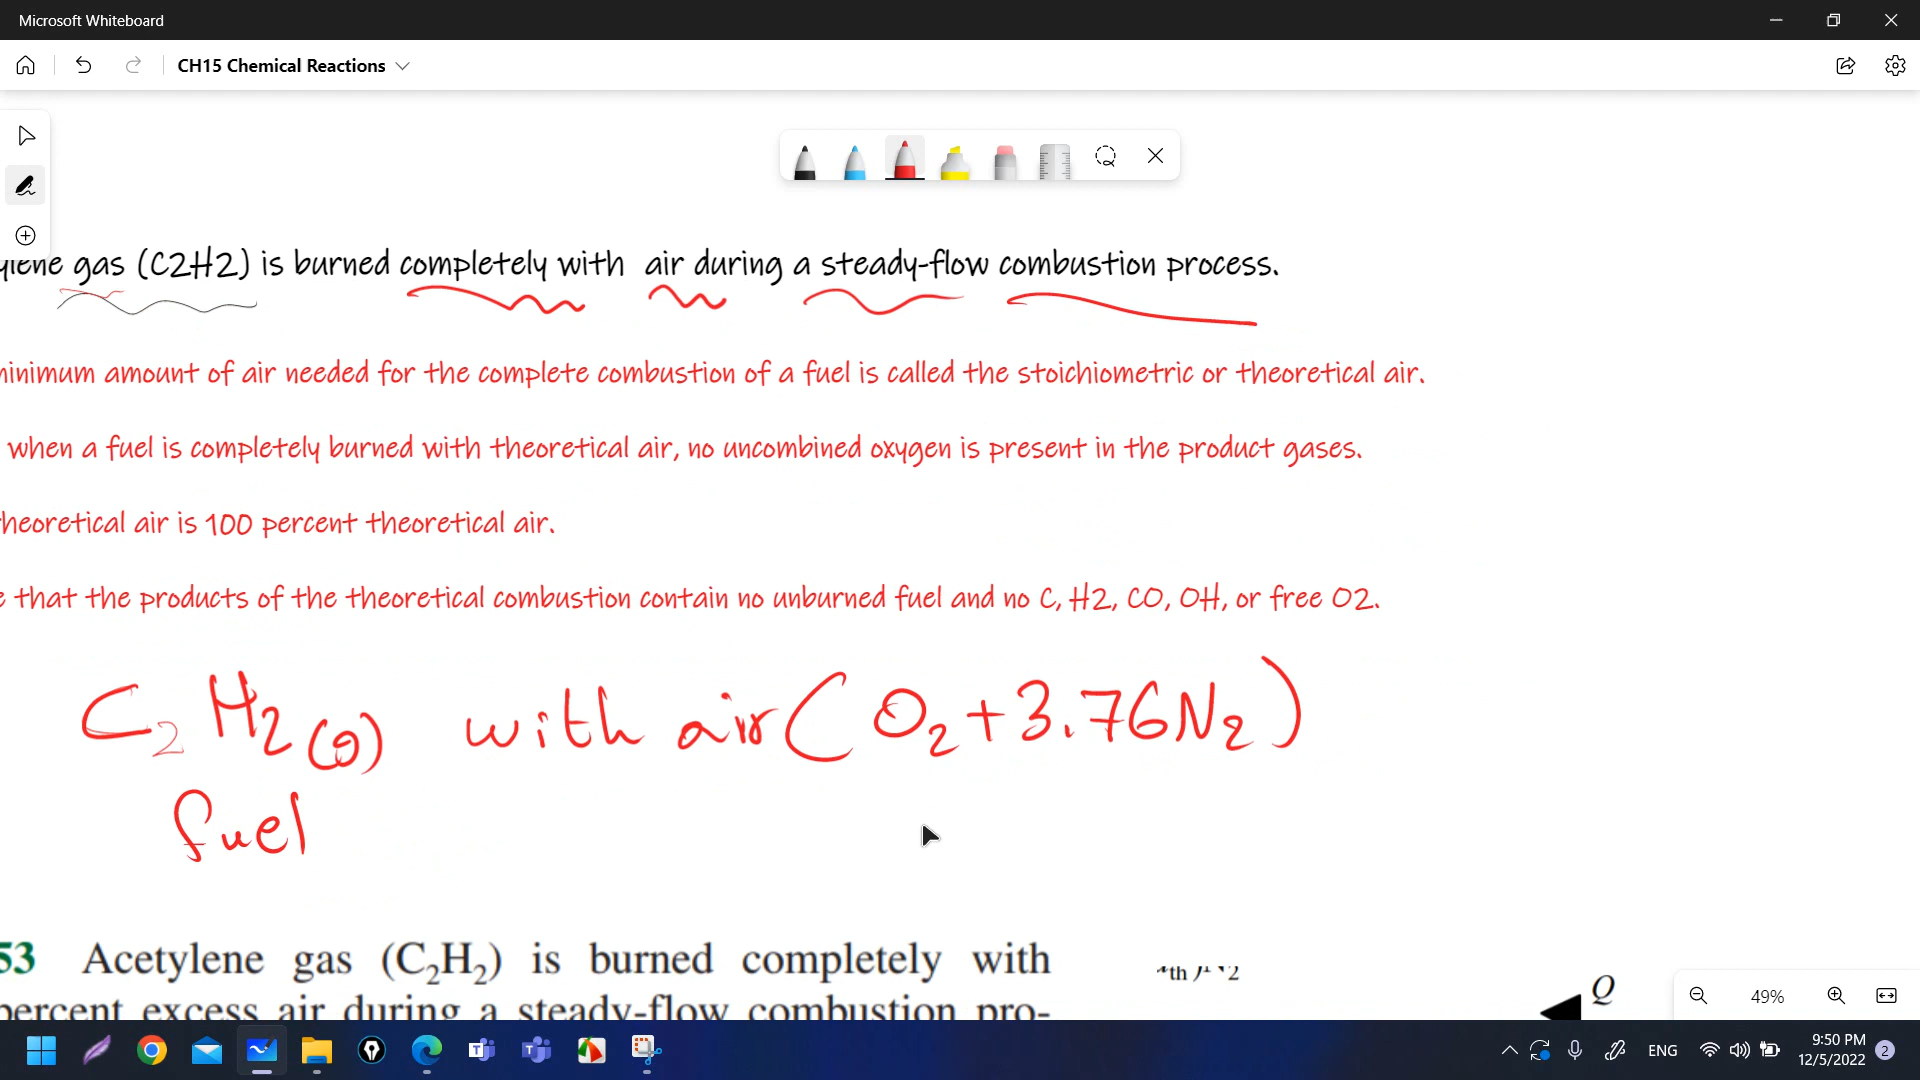 Microsoft Whiteboard
CH15 Chemical Reactions
gas (C2H2) is burned completely with air during a steady-flow combustion process.
minimum amount of air needed for the complete combustion of a fuel is called the stoichiometric or theoretical air.
when a fuel is completely burned with theoretical air, no uncombined oxygen is present in the product gases.
theoretical air is 100 percent theoretical air.
that the products of the theoretical combustion contain no unburned fuel and no C, H2, CO, OH, or free O2.
C2H2(g) with air(O2+3.76N2)
fuel
53 Acetylene gas (C₂H₂) is burned completely with
percent excess air during a steady-flow combustion pro-
Q
49%
ENG
9:50 PM
12/5/2022
2